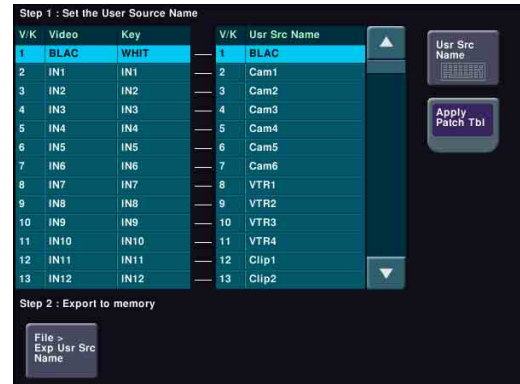 Step 1 : Set the User Source Name
V/K Video Key V/K Usr Src Name
1 BLAC WHIT 1 BLAC
2 IN1 IN1 2 Cam1
3 IN2 IN2 3 Cam2
4 IN3 IN3 4 Cam3
5 IN4 IN4 5 Cam4
6 IN5 IN5 6 Cam5
7 IN6 IN6 7 Cam6
8 IN7 IN7 8 VTR1
9 IN8 IN8 9 VTR2
10 IN9 IN9 10 VTR3
11 IN10 IN10 11 VTR4
12 IN11 IN11 12 Clip1
13 IN12 IN12 13 Clip2
Usr Src
Name
Apply
Patch Tbl
Step 2 : Export to memory
File >
Exp Usr Src
Name